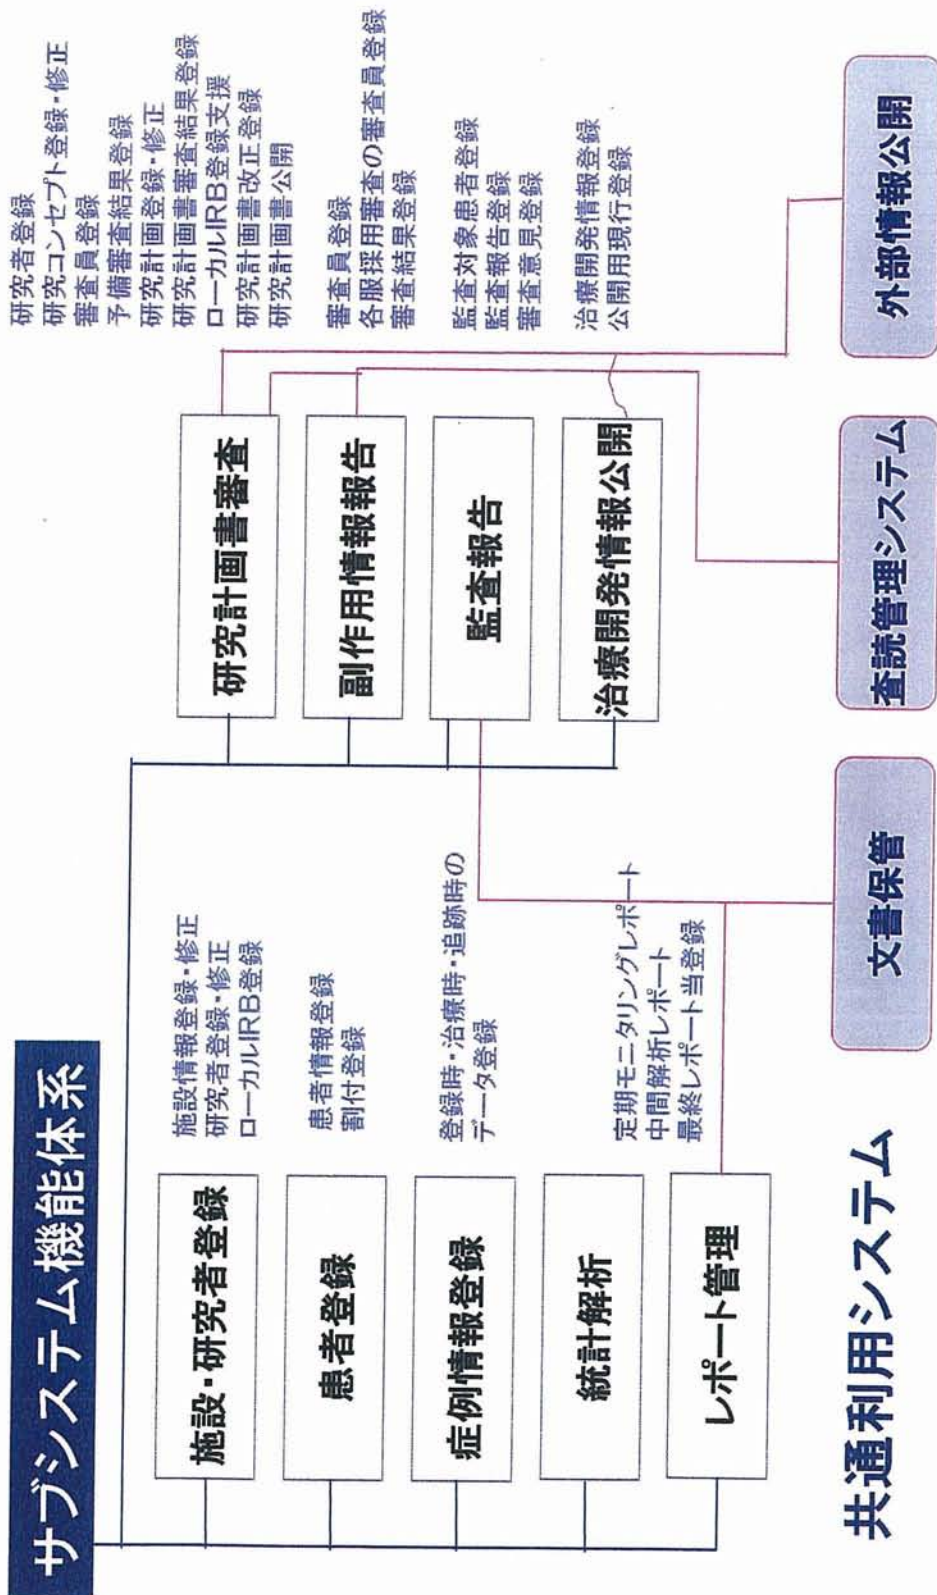 サブシステム機能体系
施設・研究者登録
施設情報登録・修正
研究者登録・修正
ローカルIRB登録
患者登録
患者情報登録
割付登録
症例情報登録
登録時・治療時・追跡時の
データ登録
統計解析
レポート管理
定期モニタリングレポート
中間解析レポート
最終レポート当登録
研究計画書審査
研究者登録
研究コンセプト登録・修正
審査員登録
予備審査結果登録
研究計画登録・修正
研究計画書審査結果登録
ローカルIRB登録支援
研究計画書改正登録
研究計画公開
副作用情報報告
審査員登録
各服採用審査の審査員登録
審査結果登録
監査報告
監査対象患者登録
監査報告登録
審査意見登録
治療開発情報公開
治療開発情報登録
公開用現行登録
共通利用システム
文書保管
査読管理システム
外部情報公開